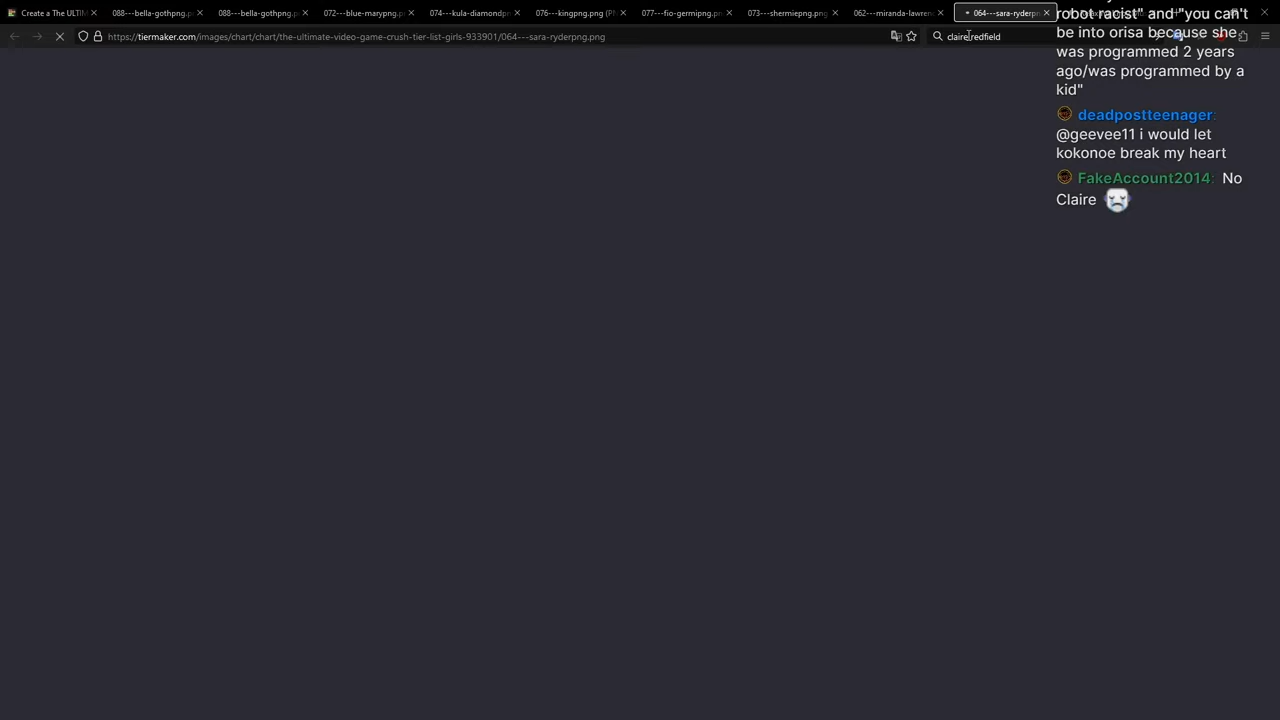 Create a The ULTIM
088---bella-gothpng.p
088---bella-gothpng.p
072---blue-marypng.p
074---kula-diamondp
076---kingpng.png (P
077---fio-germipng.p
073---shermiepng.png
062---miranda-lawrenc
064---sara-ryderpn
https://tiermaker.com/images/chart/chart/the-ultimate-video-game-crush-tier-list-girls-933901/064---sara-ryderpng.png
claire redfield
robot racist" and "you can't
be into orisa because she
was programmed 2 years
ago/was programmed by a
kid"
deadpostteenager:
@geevee11 i would let
kokonoe break my heart
FakeAccount2014: No
Claire